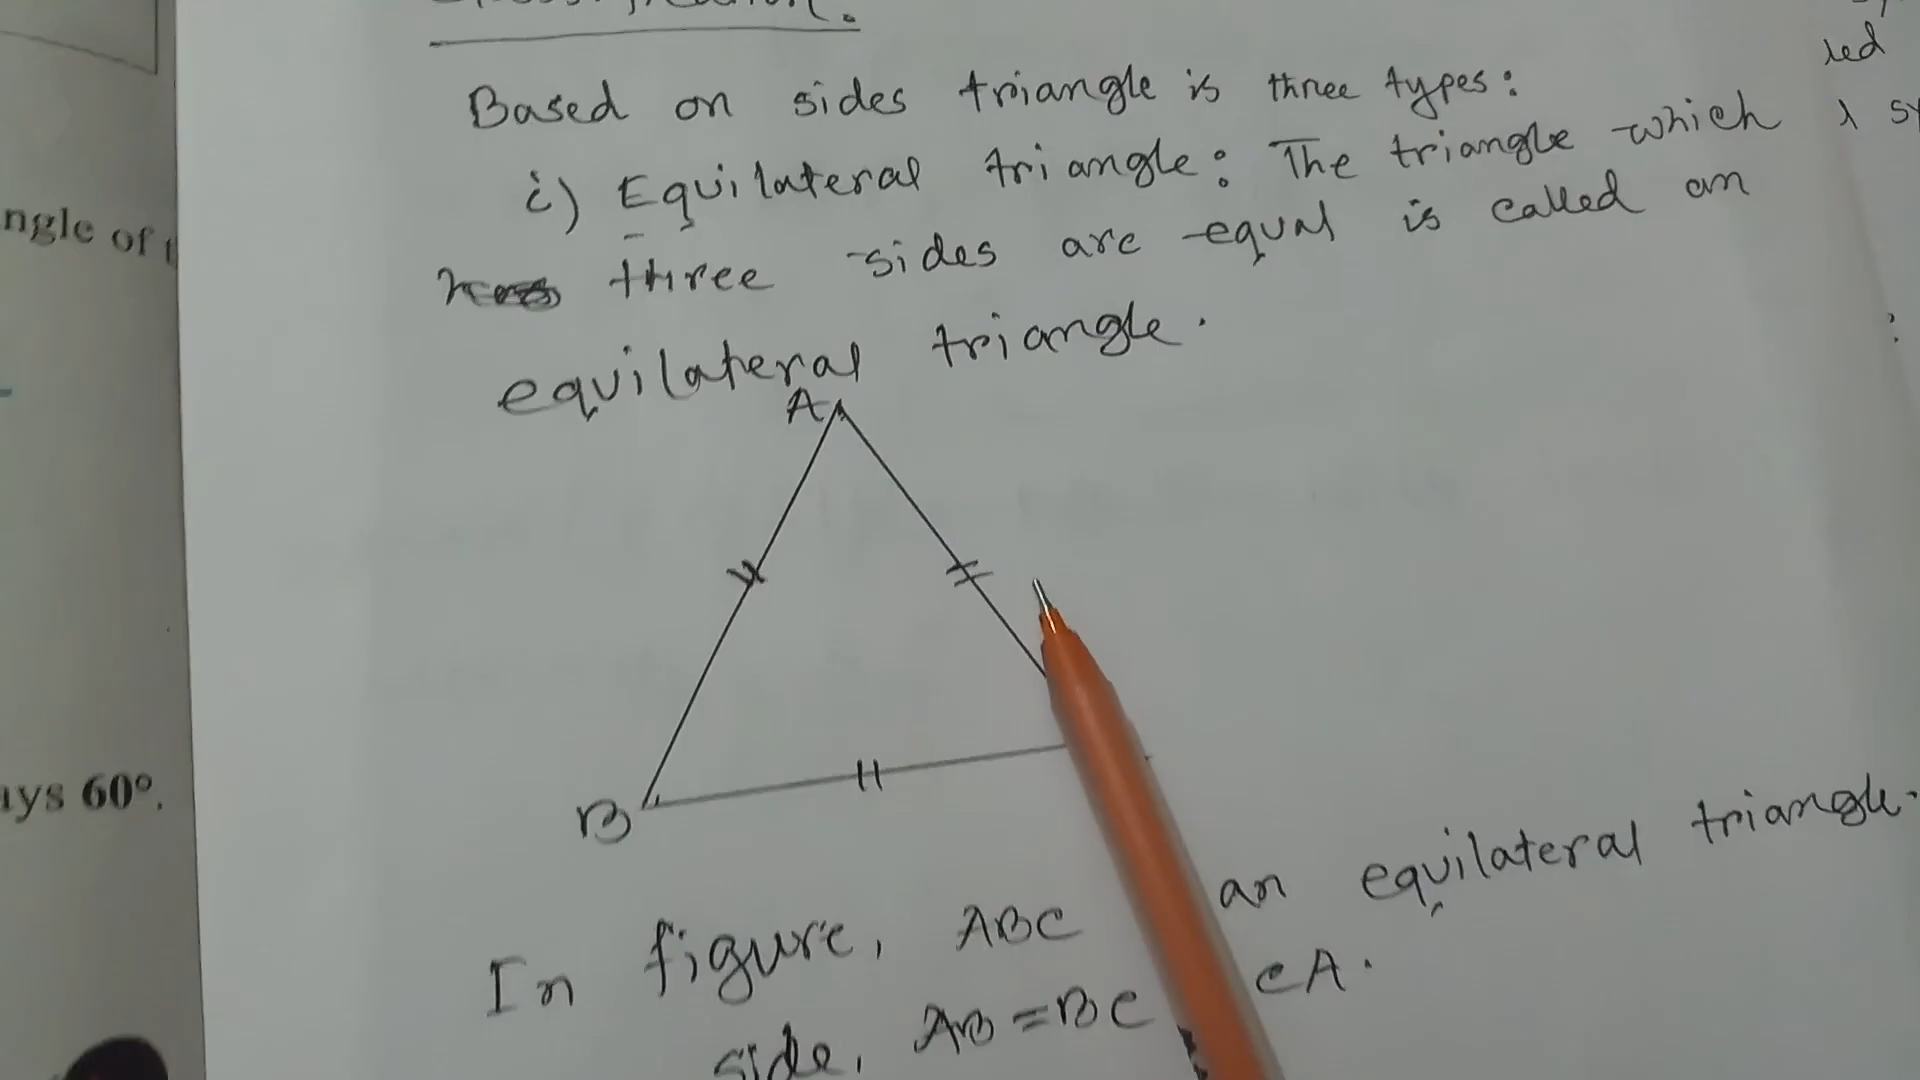 Based on sides triangle is three types:
i) Equilateral triangle: The triangle which
three sides are equal is called an
equilateral triangle.
A
B
In figure, ABC an equilateral triangle.
side, AB=BC CA.
ngle of
ays 60°.
led